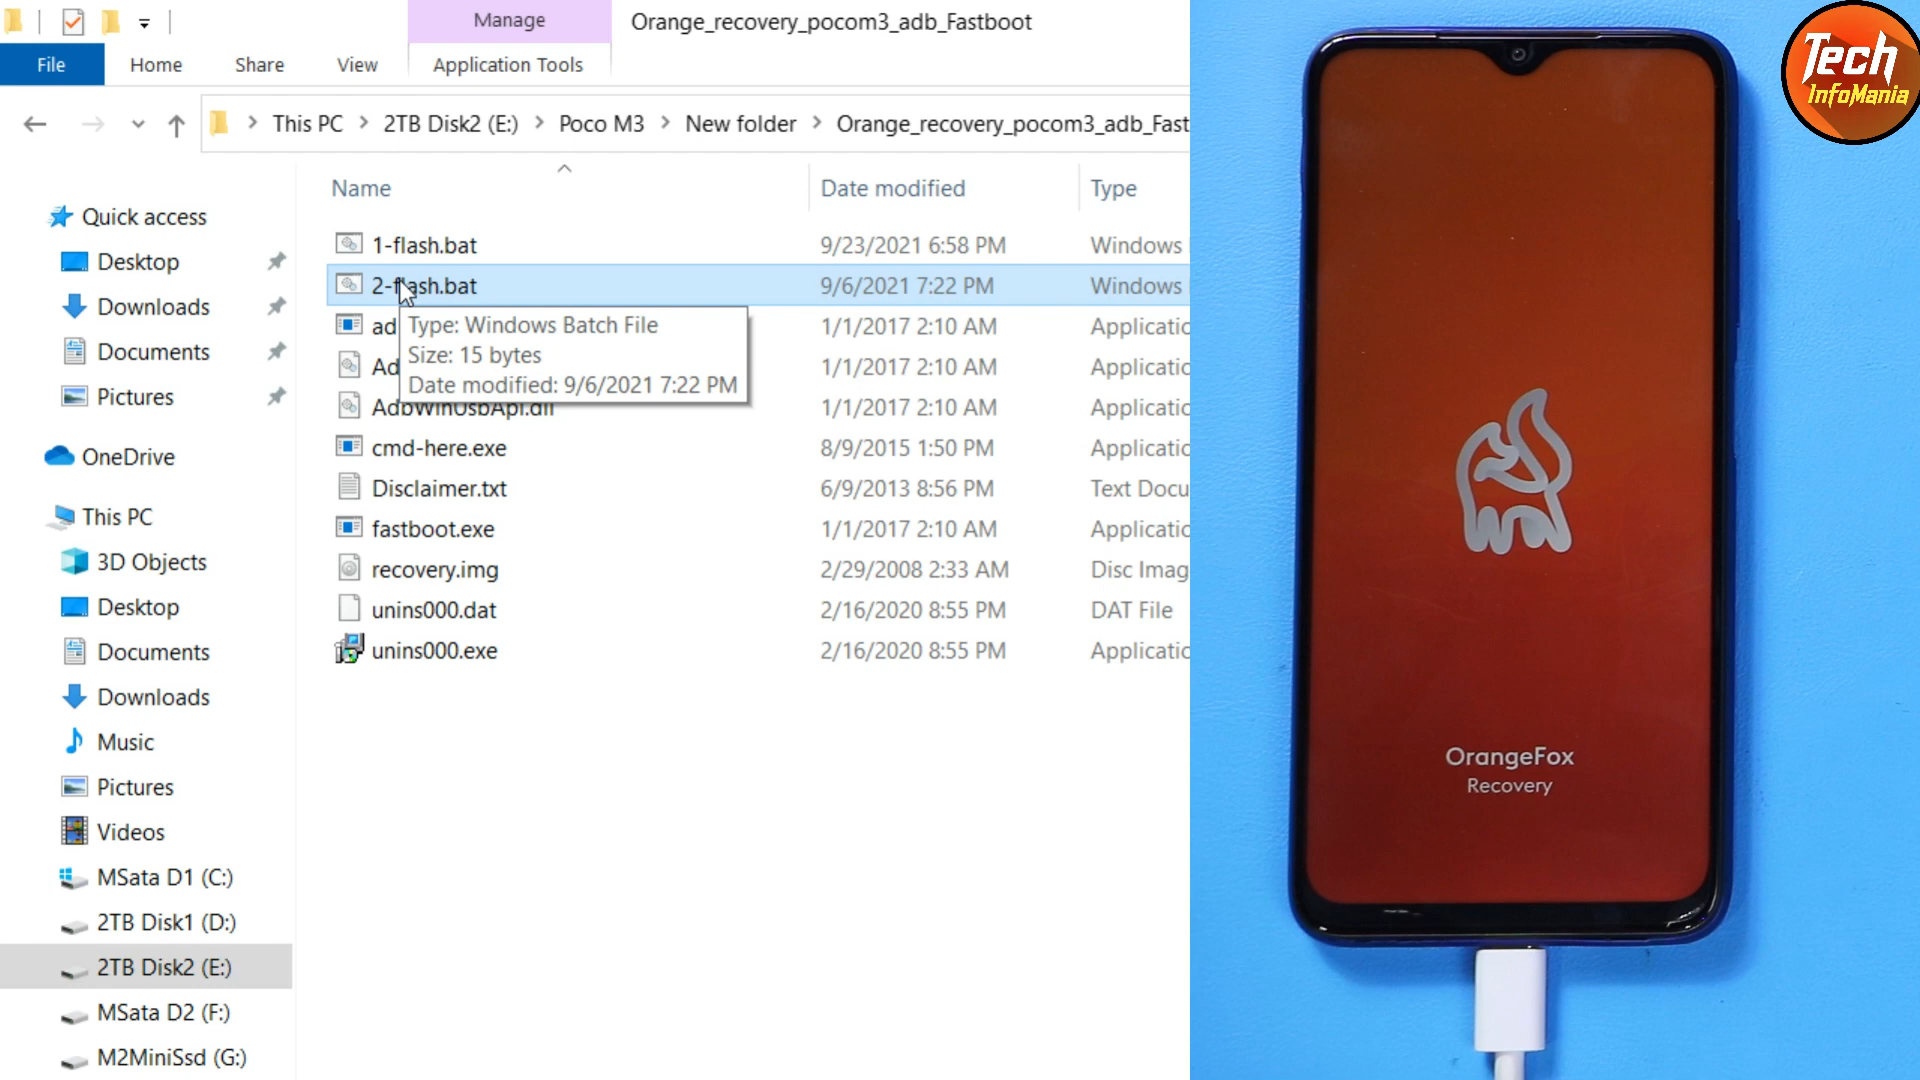 Manage
Orange_recovery_pocom3_adb_Fastboot
File
Home
Share
View
Application Tools
This PC
2TB Disk2 (E:)
Poco M3
New folder
Orange_recovery_pocom3_adb_Fast
Name
Date modified
Type
Quick access
Desktop
Downloads
Documents
Pictures
OneDrive
This PC
3D Objects
Desktop
Documents
Downloads
Music
Pictures
Videos
MSata D1 (C:)
2TB Disk1 (D:)
2TB Disk2 (E:)
MSata D2 (F:)
M2MiniSsd (G:)
1-flash.bat 9/23/2021 6:58 PM Windows
2-flash.bat 9/6/2021 7:22 PM Windows
ad 1/1/2017 2:10 AM Applicatio
Ad 1/1/2017 2:10 AM Applicatio
AdbWinUsbApi.dll 1/1/2017 2:10 AM Applicatio
cmd-here.exe 8/9/2015 1:50 PM Applicatio
Disclaimer.txt 6/9/2013 8:56 PM Text Docu
fastboot.exe 1/1/2017 2:10 AM Applicatio
recovery.img 2/29/2008 2:33 AM Disc Imag
unins000.dat 2/16/2020 8:55 PM DAT File
unins000.exe 2/16/2020 8:55 PM Applicatio
Type: Windows Batch File
Size: 15 bytes
Date modified: 9/6/2021 7:22 PM
Tech
InfoMania
OrangeFox
Recovery